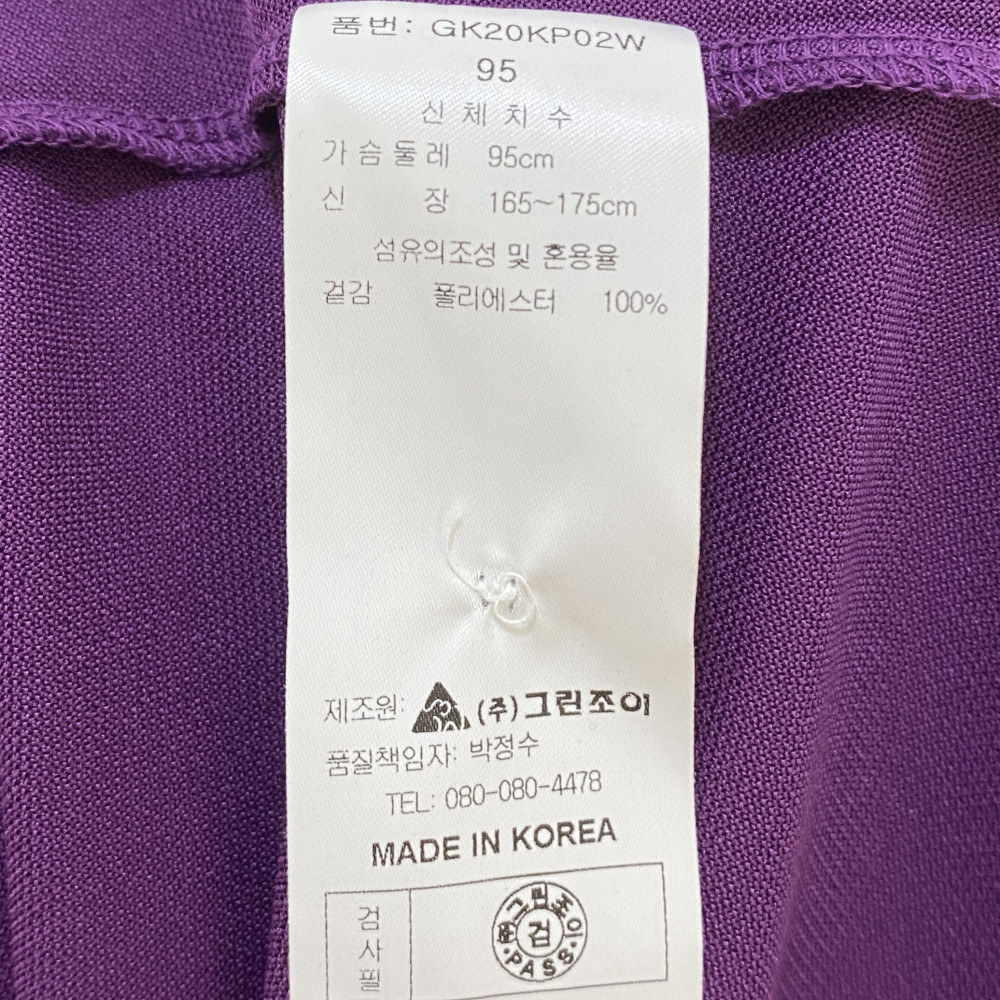 품번: GK20KP02W
95
신체치수
가슴둘레 95cm
신장 165~175cm
섬유의조성 및 혼용율
겉감 폴리에스터 100%
제조원: (주)그린조이
품질책임자: 박정수
TEL: 080-080-4478
MADE IN KOREA
검사필
그린조이
검
PASS